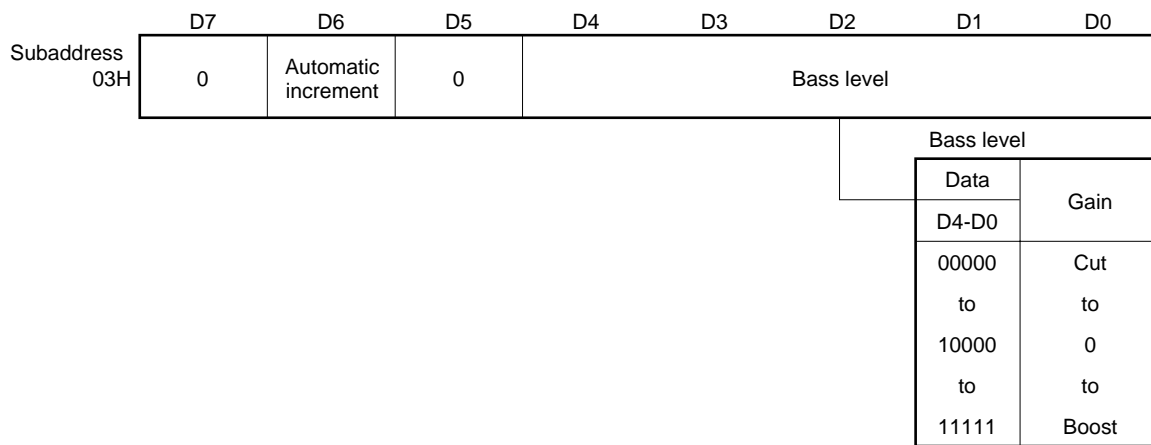 D7 D6 D5 D4 D3 D2 D1 D0
Subaddress
03H
0
Automatic
increment
0
Bass level
Bass level
Data
Gain
D4-D0
00000 Cut
to to
10000 0
to to
11111 Boost